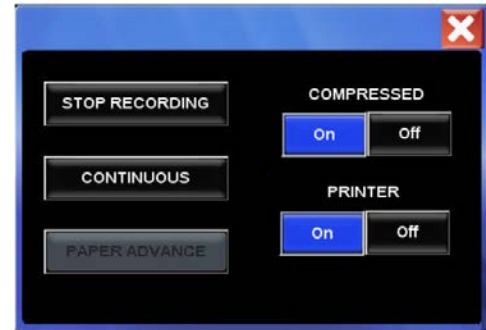 STOP RECORDING
CONTINUOUS
PAPER ADVANCE
COMPRESSED
On Off
PRINTER
On Off